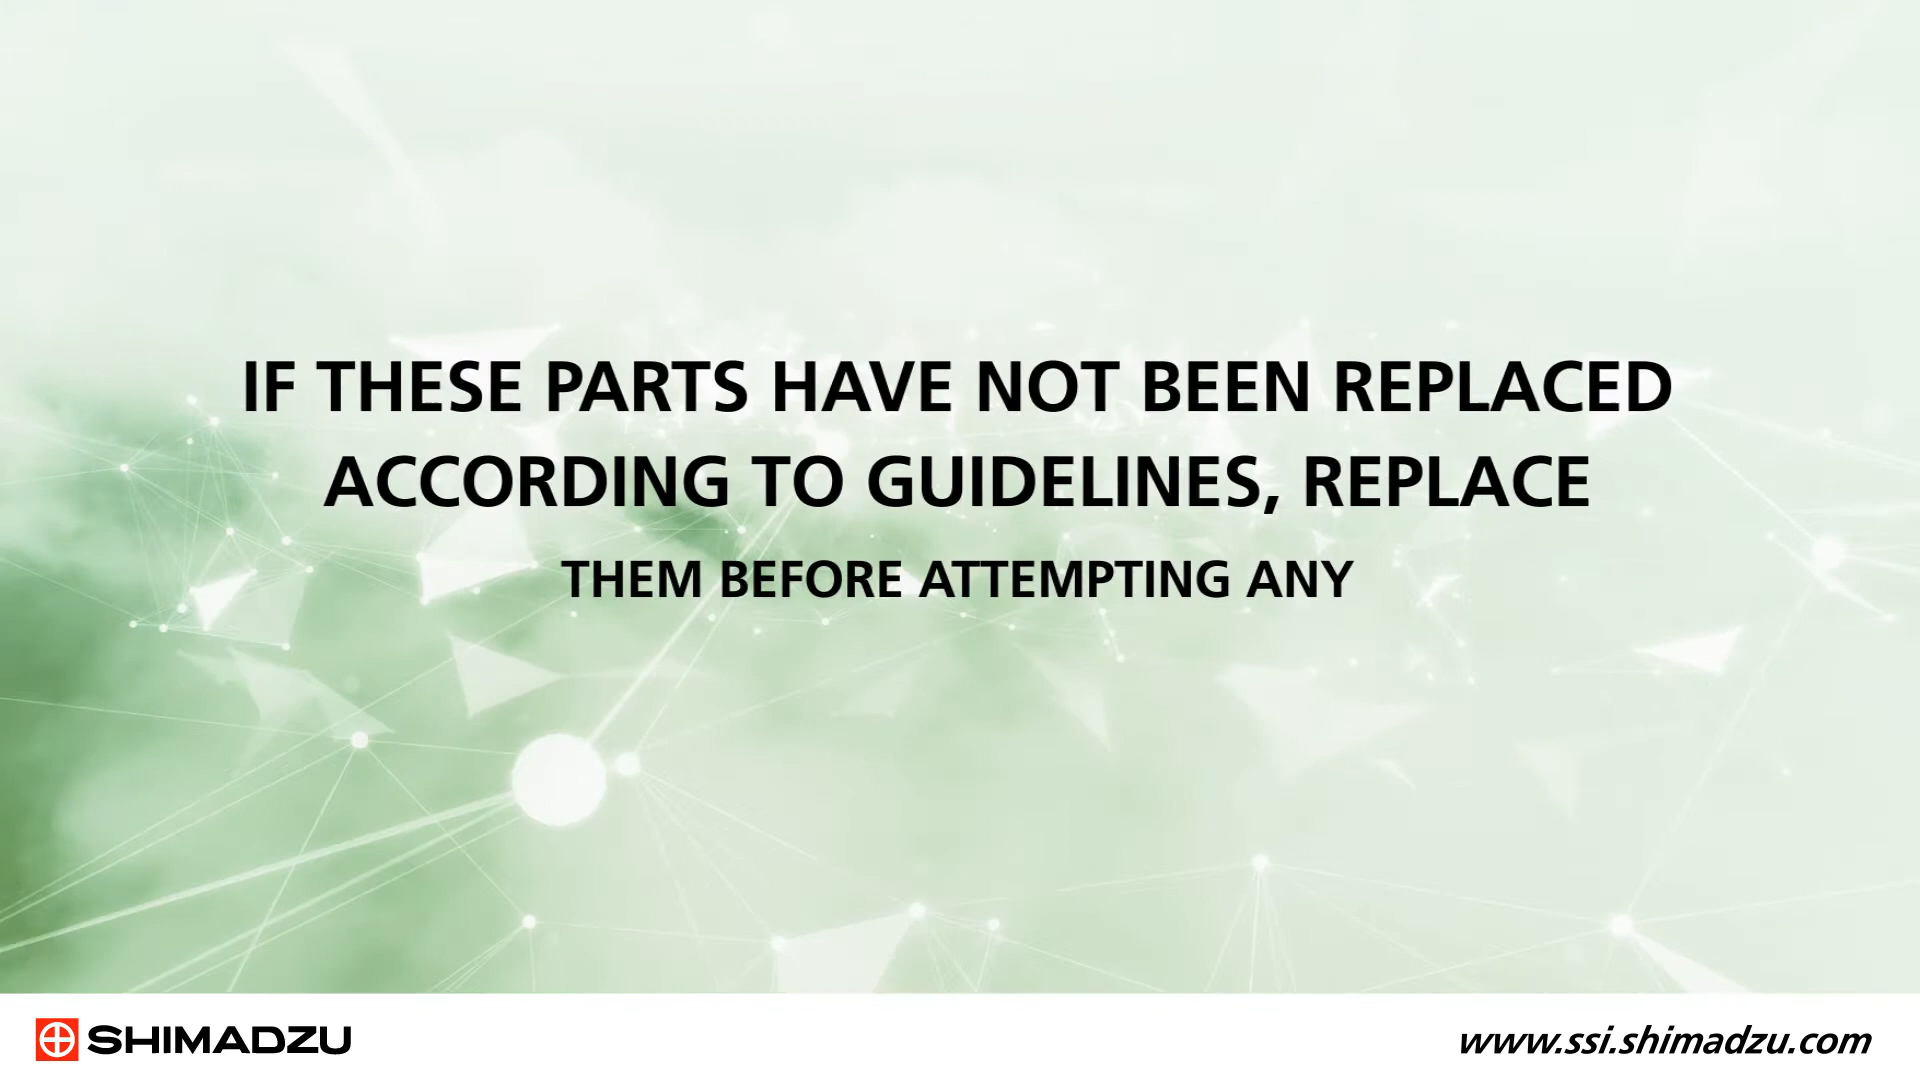 IF THESE PARTS HAVE NOT BEEN REPLACED
ACCORDING TO GUIDELINES, REPLACE
THEM BEFORE ATTEMPTING ANY
SHIMADZU
www.ssi.shimadzu.com